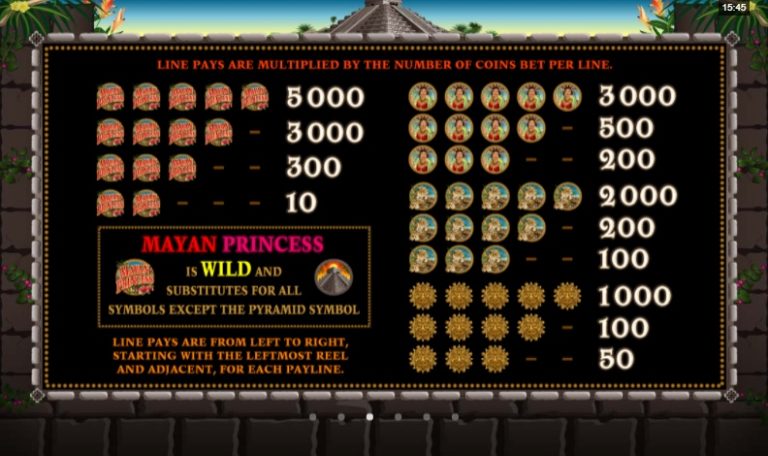 15:45
LINE PAYS ARE MULTIPLIED BY THE NUMBER OF COINS BET PER LINE.
5000
3000
300
10
MAYAN PRINCESS
IS WILD AND
SUBSTITUTES FOR ALL
SYMBOLS EXCEPT THE PYRAMID SYMBOL
LINE PAYS ARE FROM LEFT TO RIGHT,
STARTING WITH THE LEFTMOST REEL
AND ADJACENT, FOR EACH PAYLINE.
3000
500
200
2000
200
100
1000
100
50